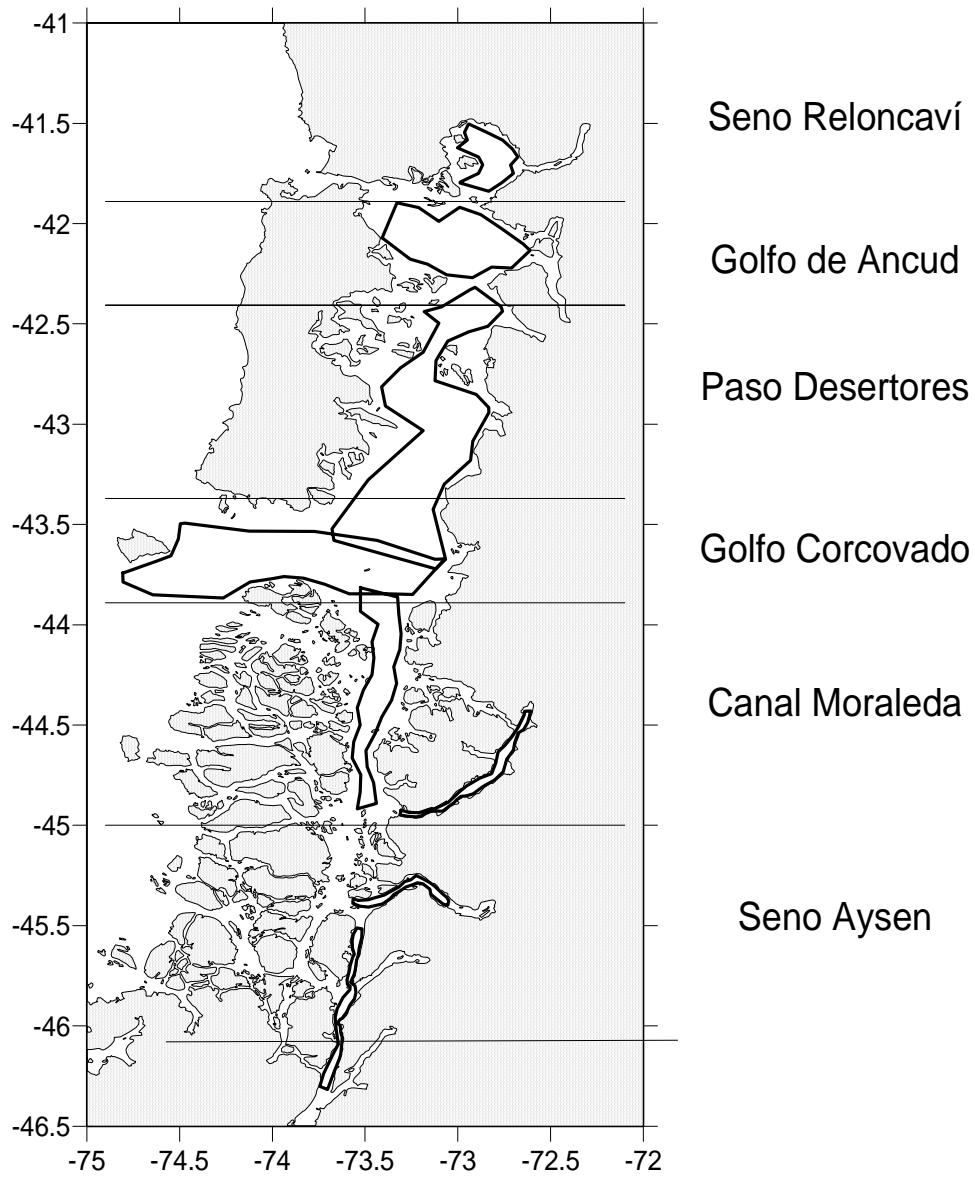 -41
-41.5
Seno Reloncaví
-42
Golfo de Ancud
-42.5
Paso Desertores
-43
-43.5
Golfo Corcovado
-44
-44.5
Canal Moraleda
-45
-45.5
Seno Aysen
-46
-46.5
-75 -74.5 -74 -73.5 -73 -72.5 -72